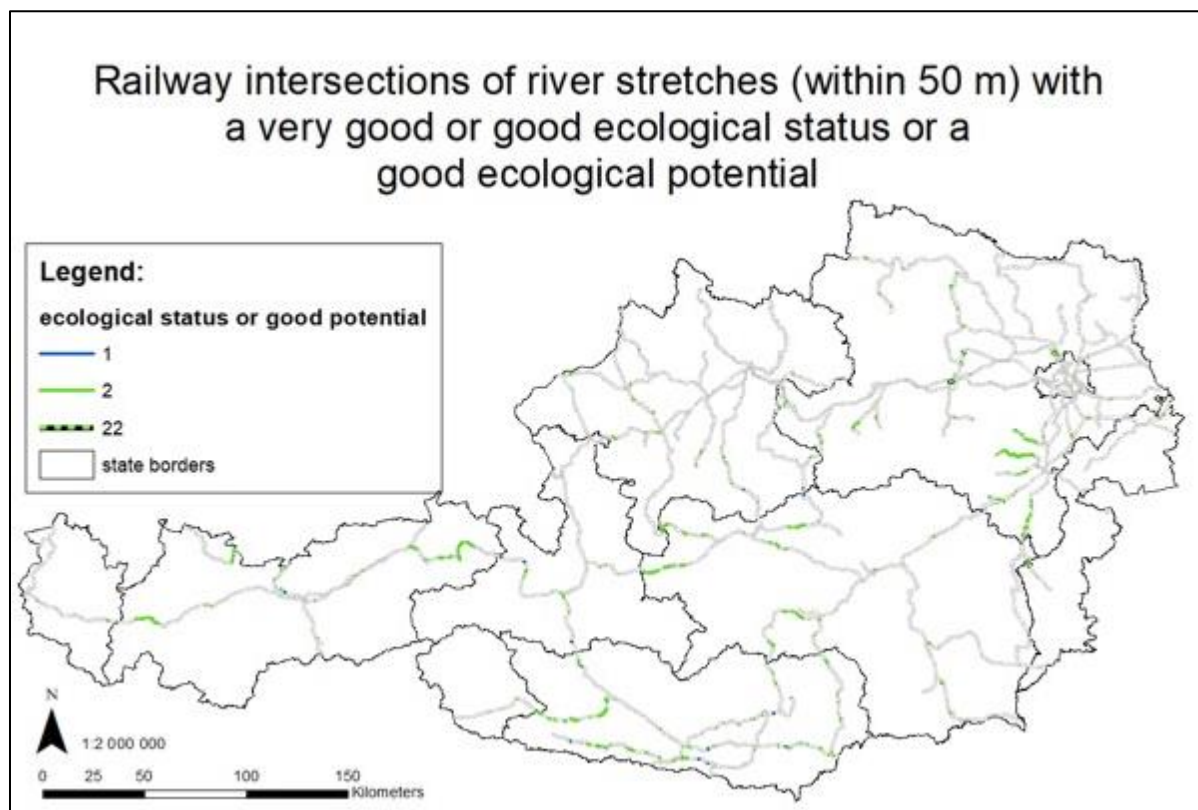 Railway intersections of river stretches (within 50 m) with
a very good or good ecological status or a
good ecological potential
Legend:
ecological status or good potential
1
2
22
state borders
N
1:2 000 000
0 25 50 100 150
Kilometers